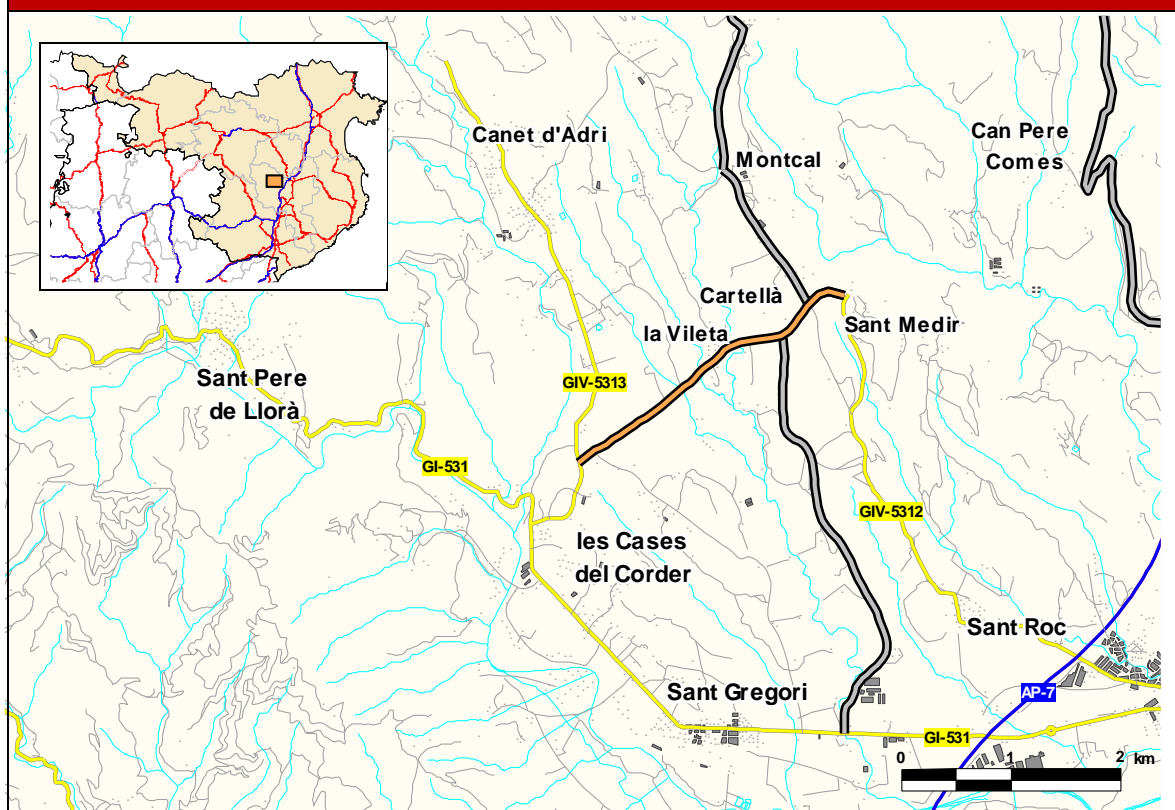 Canet d'Adri
Montcal
Can Pere
Comes
Cartellà
la Vileta
Sant Medir
Sant Pere
de Llorà
GIV-5313
GI-531
GIV-5312
les Cases
del Corder
Sant Roc
Sant Gregori
AP-7
GI-531
0 1 2 km